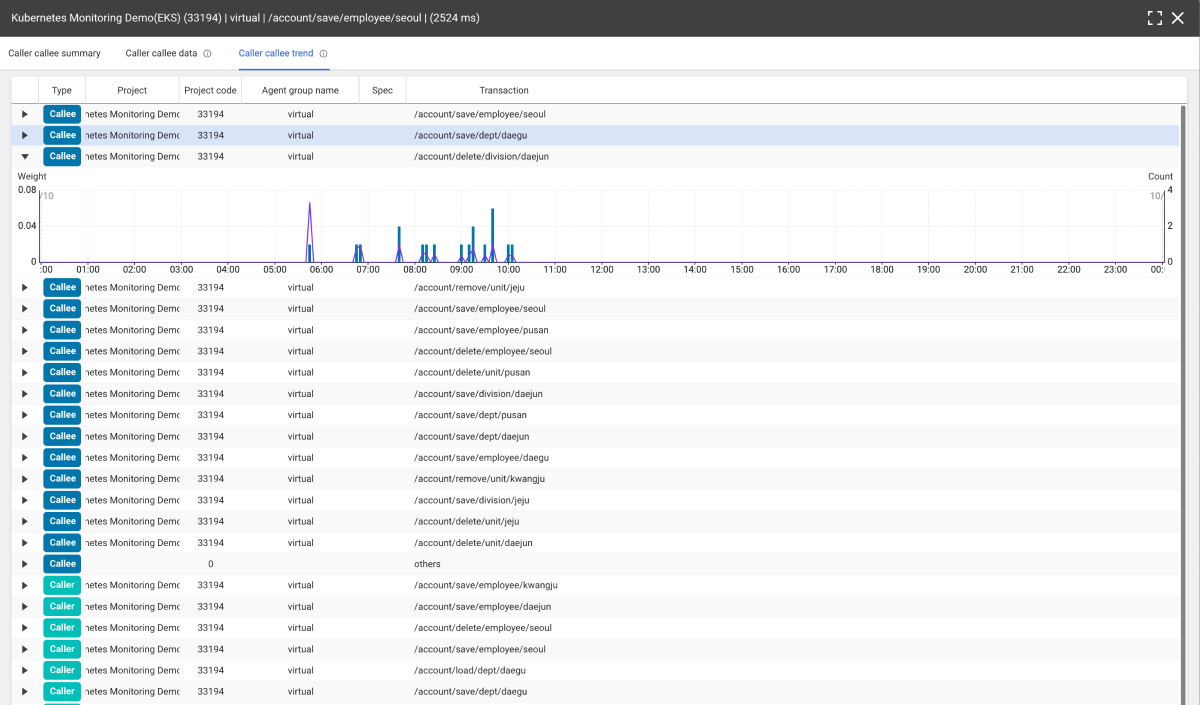 Kubernetes Monitoring Demo(EKS) (33194) | virtual | /account/save/employee/seoul | (2524 ms)
Caller callee summary Caller callee data Caller callee trend
Type Project Project code Agent group name Spec Transaction
Callee netes Monitoring Demo 33194 virtual /account/save/employee/seoul
Callee netes Monitoring Demo 33194 virtual /account/save/dept/daegu
Callee netes Monitoring Demo 33194 virtual /account/delete/division/daejun
Weight Count
0.08 /10 10/ 4
0.04 2
0 0
:00 01:00 02:00 03:00 04:00 05:00 06:00 07:00 08:00 09:00 10:00 11:00 12:00 13:00 14:00 15:00 16:00 17:00 18:00 19:00 20:00 21:00 22:00 23:00 00:
Callee netes Monitoring Demo 33194 virtual /account/remove/unit/jeju
Callee netes Monitoring Demo 33194 virtual /account/save/employee/seoul
Callee netes Monitoring Demo 33194 virtual /account/save/employee/pusan
Callee netes Monitoring Demo 33194 virtual /account/delete/employee/seoul
Callee netes Monitoring Demo 33194 virtual /account/delete/unit/pusan
Callee netes Monitoring Demo 33194 virtual /account/save/division/daejun
Callee netes Monitoring Demo 33194 virtual /account/save/dept/pusan
Callee netes Monitoring Demo 33194 virtual /account/save/dept/daejun
Callee netes Monitoring Demo 33194 virtual /account/save/employee/daegu
Callee netes Monitoring Demo 33194 virtual /account/remove/unit/kwangju
Callee netes Monitoring Demo 33194 virtual /account/save/division/jeju
Callee netes Monitoring Demo 33194 virtual /account/delete/unit/jeju
Callee netes Monitoring Demo 33194 virtual /account/delete/unit/daejun
Callee 0 others
Caller netes Monitoring Demo 33194 virtual /account/save/employee/kwangju
Caller netes Monitoring Demo 33194 virtual /account/save/employee/daejun
Caller netes Monitoring Demo 33194 virtual /account/delete/employee/seoul
Caller netes Monitoring Demo 33194 virtual /account/save/employee/seoul
Caller netes Monitoring Demo 33194 virtual /account/load/dept/daegu
Caller netes Monitoring Demo 33194 virtual /account/save/dept/daegu